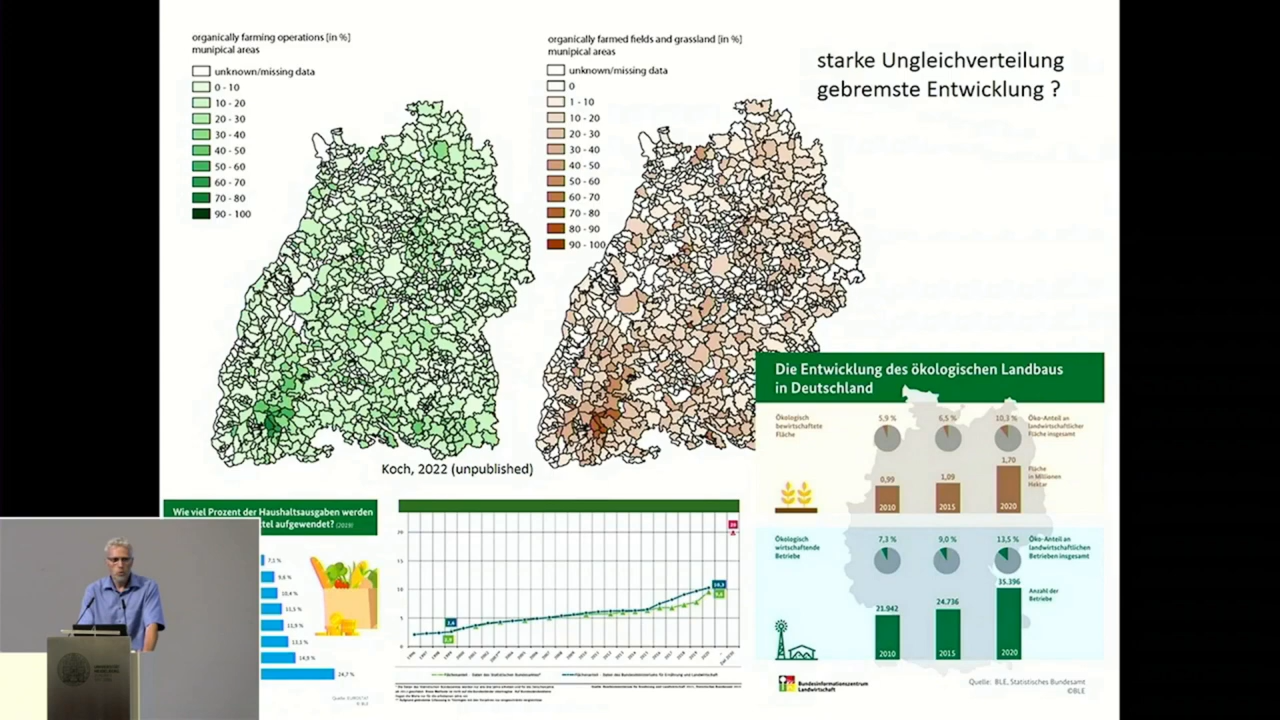 organically farming operations [in %]
munipical areas
unknown/missing data
0 - 10
10 - 20
20 - 30
30 - 40
40 - 50
50 - 60
60 - 70
70 - 80
90 - 100
organically farmed fields and grassland [in %]
munipical areas
unknown/missing data
0
1 - 10
10 - 20
20 - 30
30 - 40
40 - 50
50 - 60
60 - 70
70 - 80
80 - 90
90 - 100
starke Ungleichverteilung
gebremste Entwicklung ?
Koch, 2022 (unpublished)
Wie viel Prozent der Haushaltsausgaben werden
tel aufgewendet? (2019)
7,1 %
9,6 %
10,4 %
11,5 %
11,9 %
13,1 %
14,9 %
24,7 %
Quelle: EUROSTAT
© BLE
20
15
10
5
Die Entwicklung des ökologischen Landbaus
in Deutschland
Ökologisch
bewirtschaftete
Fläche
5,9 %
6,5 %
10,3 %
Öko-Anteil an
landwirtschaftlicher
Fläche insgesamt
0,99
1,09
1,70
Fläche
in Millionen
Hektar
2010
2015
2020
Ökologisch
wirtschaftende
Betriebe
7,3 %
9,0 %
13,5 %
Öko-Anteil an
landwirtschaftlichen
Betrieben insgesamt
21.942
24.736
35.396
Anzahl der
Betriebe
2010
2015
2020
Bundesinformationszentrum
Landwirtschaft
Quelle: BLE, Statistisches Bundesamt
©BLE